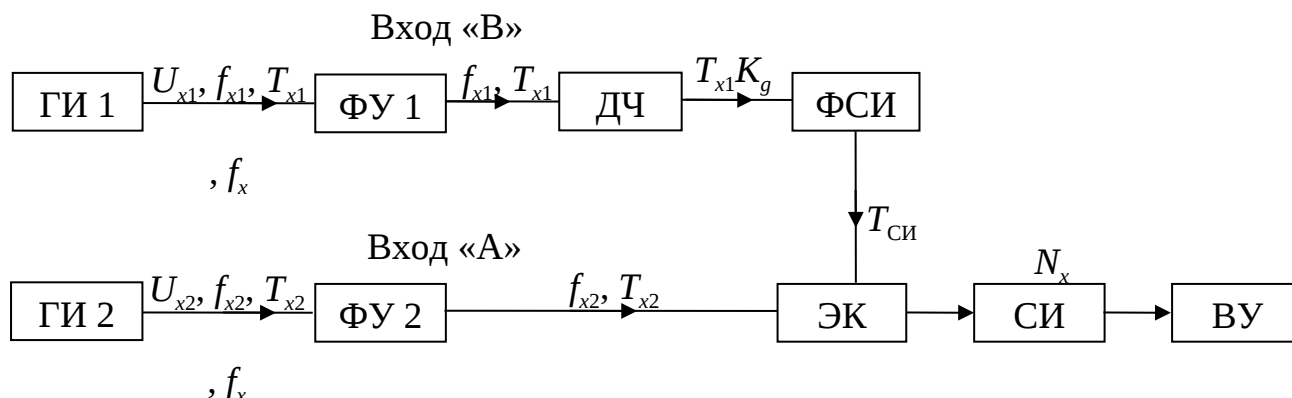 Вход «В»
U_x1, f_x1, T_x1
f_x1, T_x1
T_x1K_g
ГИ 1
ФУ 1
ДЧ
ФСИ
, f_x
T_СИ
Вход «А»
U_x2, f_x2, T_x2
f_x2, T_x2
N_x
ГИ 2
ФУ 2
ЭК
СИ
ВУ
, f_x